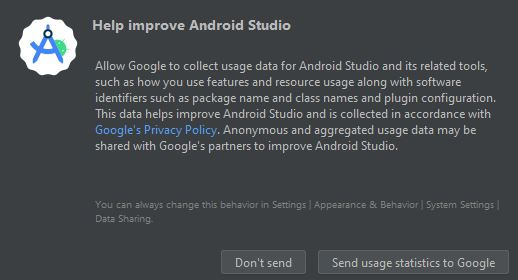 Help improve Android Studio
Allow Google to collect usage data for Android Studio and its related tools,
such as how you use features and resource usage along with software
identifiers such as package name and class names and plugin configuration.
This data helps improve Android Studio and is collected in accordance with
Google's Privacy Policy. Anonymous and aggregated usage data may be
shared with Google's partners to improve Android Studio.
You can always change this behavior in Settings | Appearance & Behavior | System Settings |
Data Sharing.
Don't send
Send usage statistics to Google